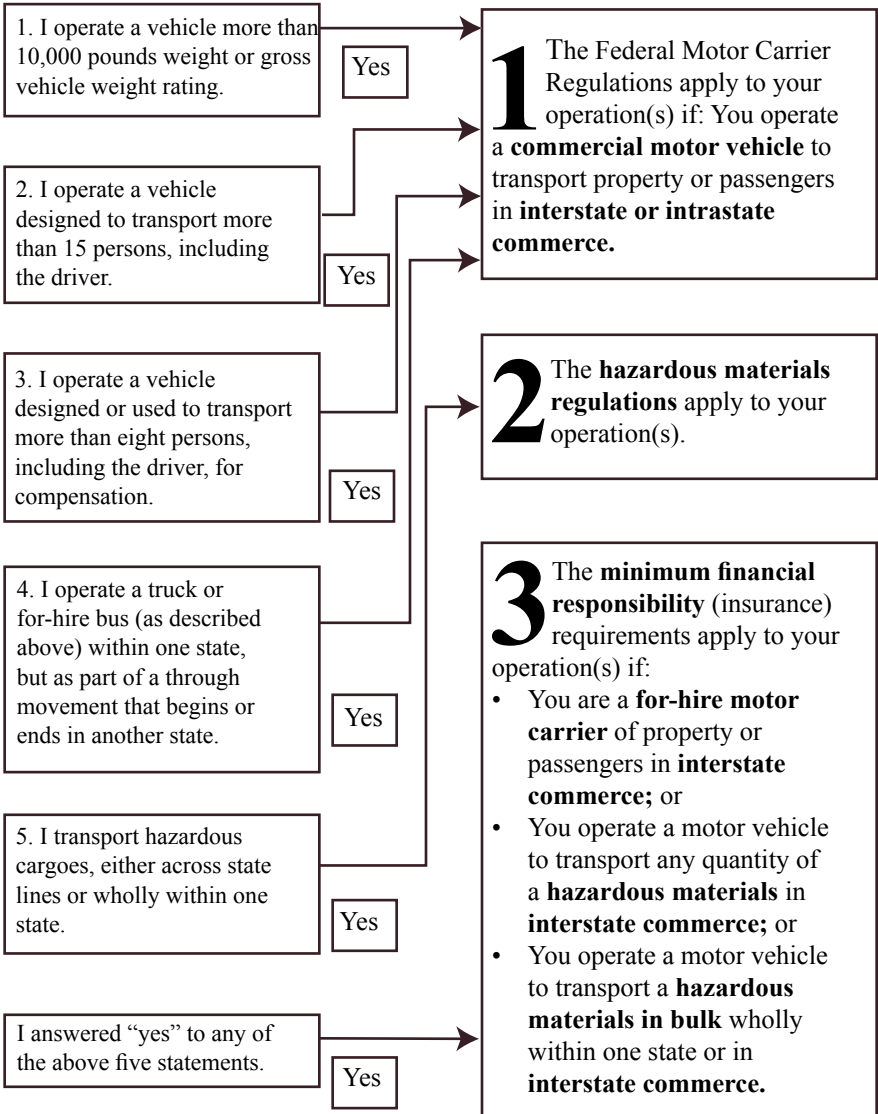 1. I operate a vehicle more than
10,000 pounds weight or gross
vehicle weight rating.
Yes
2. I operate a vehicle
designed to transport more
than 15 persons, including
the driver.
Yes
3. I operate a vehicle
designed or used to transport
more than eight persons,
including the driver, for
compensation.
Yes
4. I operate a truck or
for-hire bus (as described
above) within one state,
but as part of a through
movement that begins or
ends in another state.
Yes
5. I transport hazardous
cargoes, either across state
lines or wholly within one
state.
Yes
I answered “yes” to any of
the above five statements.
Yes
1 The Federal Motor Carrier
Regulations apply to your
operation(s) if: You operate
a commercial motor vehicle to
transport property or passengers
in interstate or intrastate
commerce.
2 The hazardous materials
regulations apply to your
operation(s).
3 The minimum financial
responsibility (insurance)
requirements apply to your
operation(s) if:
• You are a for-hire motor
carrier of property or
passengers in interstate
commerce; or
• You operate a motor vehicle
to transport any quantity of
a hazardous materials in
interstate commerce; or
• You operate a motor vehicle
to transport a hazardous
materials in bulk wholly
within one state or in
interstate commerce.